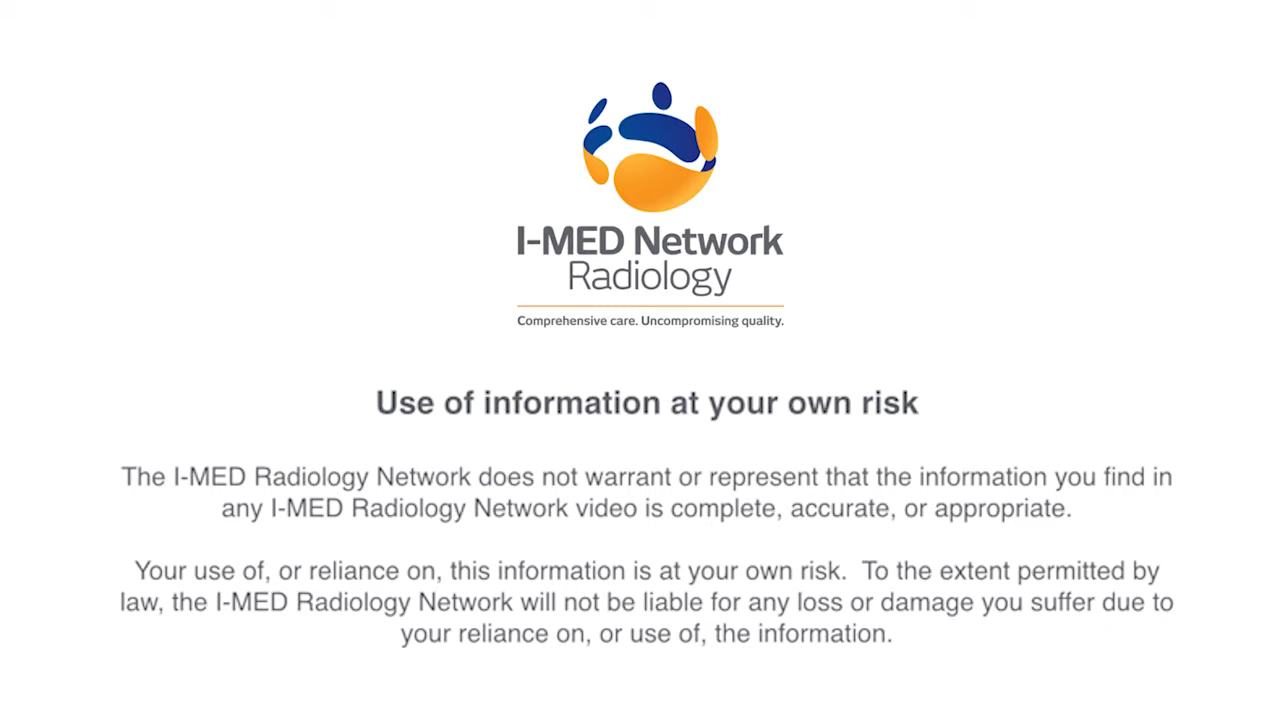 I-MED Network
Radiology
Comprehensive care. Uncompromising quality.
Use of information at your own risk
The I-MED Radiology Network does not warrant or represent that the information you find in
any I-MED Radiology Network video is complete, accurate, or appropriate.
Your use of, or reliance on, this information is at your own risk.  To the extent permitted by
law, the I-MED Radiology Network will not be liable for any loss or damage you suffer due to
your reliance on, or use of, the information.